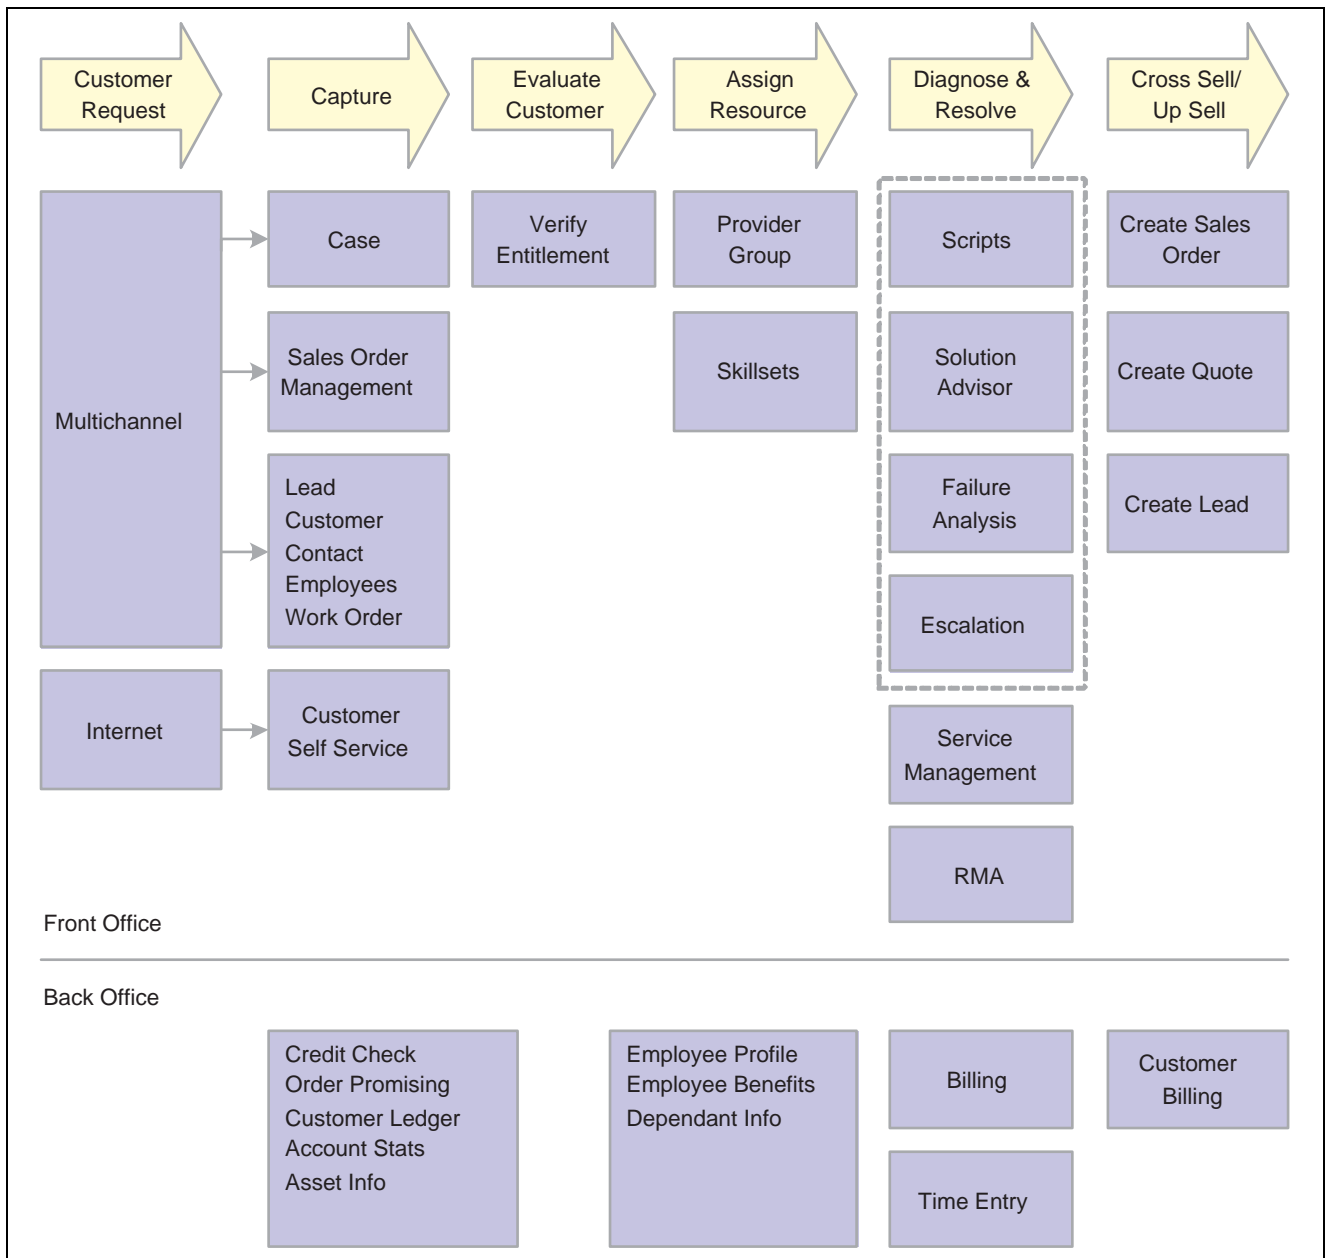 Customer
Request
Capture
Evaluate
Customer
Assign
Resource
Diagnose &
Resolve
Cross Sell/
Up Sell
Multichannel
Case
Verify
Entitlement
Provider
Group
Scripts
Create Sales
Order
Sales Order
Management
Skillsets
Solution
Advisor
Create Quote
Lead
Customer
Contact
Employees
Work Order
Failure
Analysis
Create Lead
Escalation
Internet
Customer
Self Service
Service
Management
RMA
Front Office
Back Office
Credit Check
Order Promising
Customer Ledger
Account Stats
Asset Info
Employee Profile
Employee Benefits
Dependant Info
Billing
Customer
Billing
Time Entry